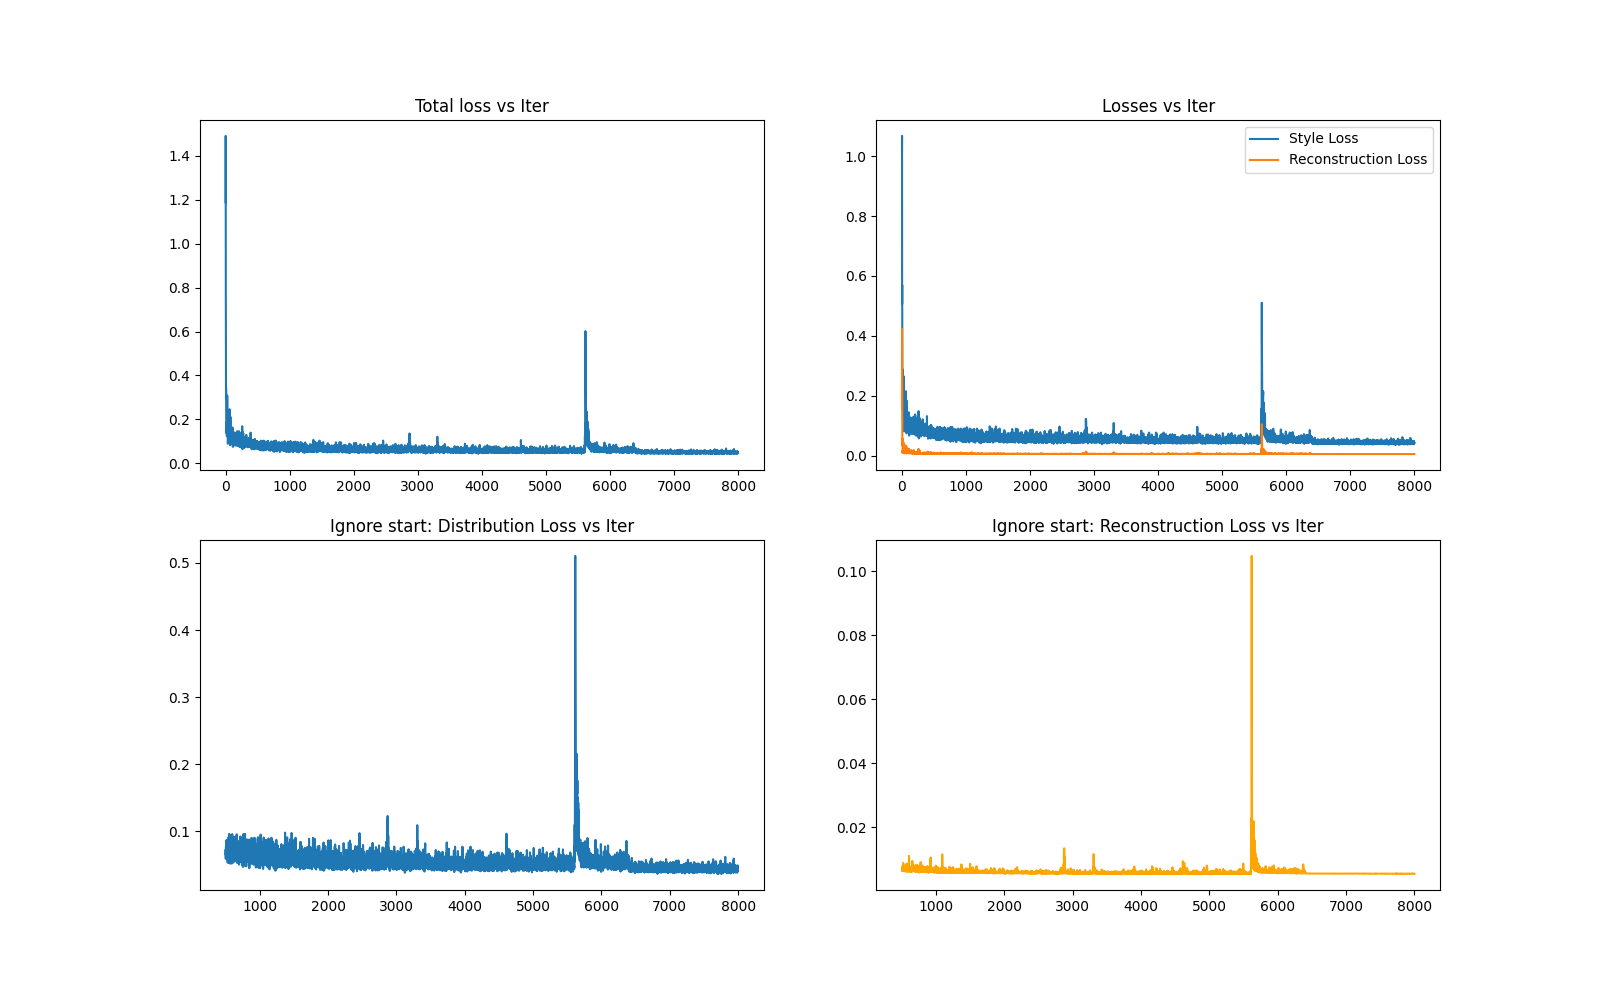 Total loss vs Iter
1.4
1.2
1.0
0.8
0.6
0.4
0.2
0.0
0 1000 2000 3000 4000 5000 6000 7000 8000
Losses vs Iter
Style Loss
Reconstruction Loss
1.0
0.8
0.6
0.4
0.2
0.0
0 1000 2000 3000 4000 5000 6000 7000 8000
Ignore start: Distribution Loss vs Iter
0.5
0.4
0.3
0.2
0.1
1000 2000 3000 4000 5000 6000 7000 8000
Ignore start: Reconstruction Loss vs Iter
0.10
0.08
0.06
0.04
0.02
1000 2000 3000 4000 5000 6000 7000 8000